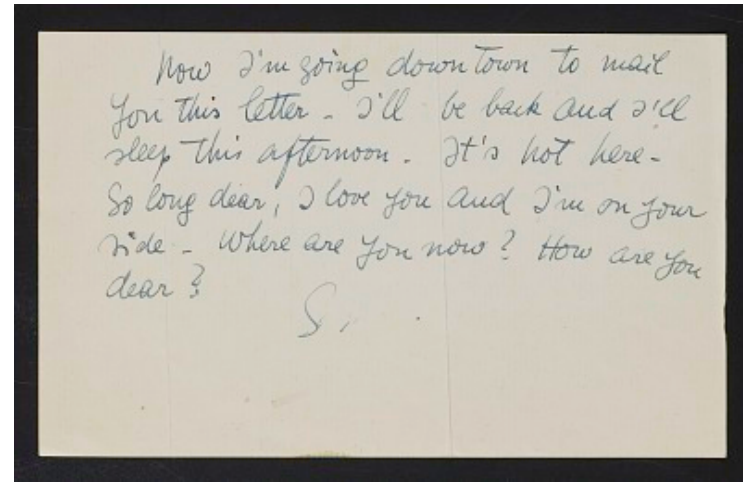 Now I'm going downtown to mail
you this letter - I'll be back and I'll
sleep this afternoon. It's hot here -
So long dear, I love you and I'm on your
side - Where are you now? How are you
dear?
S.